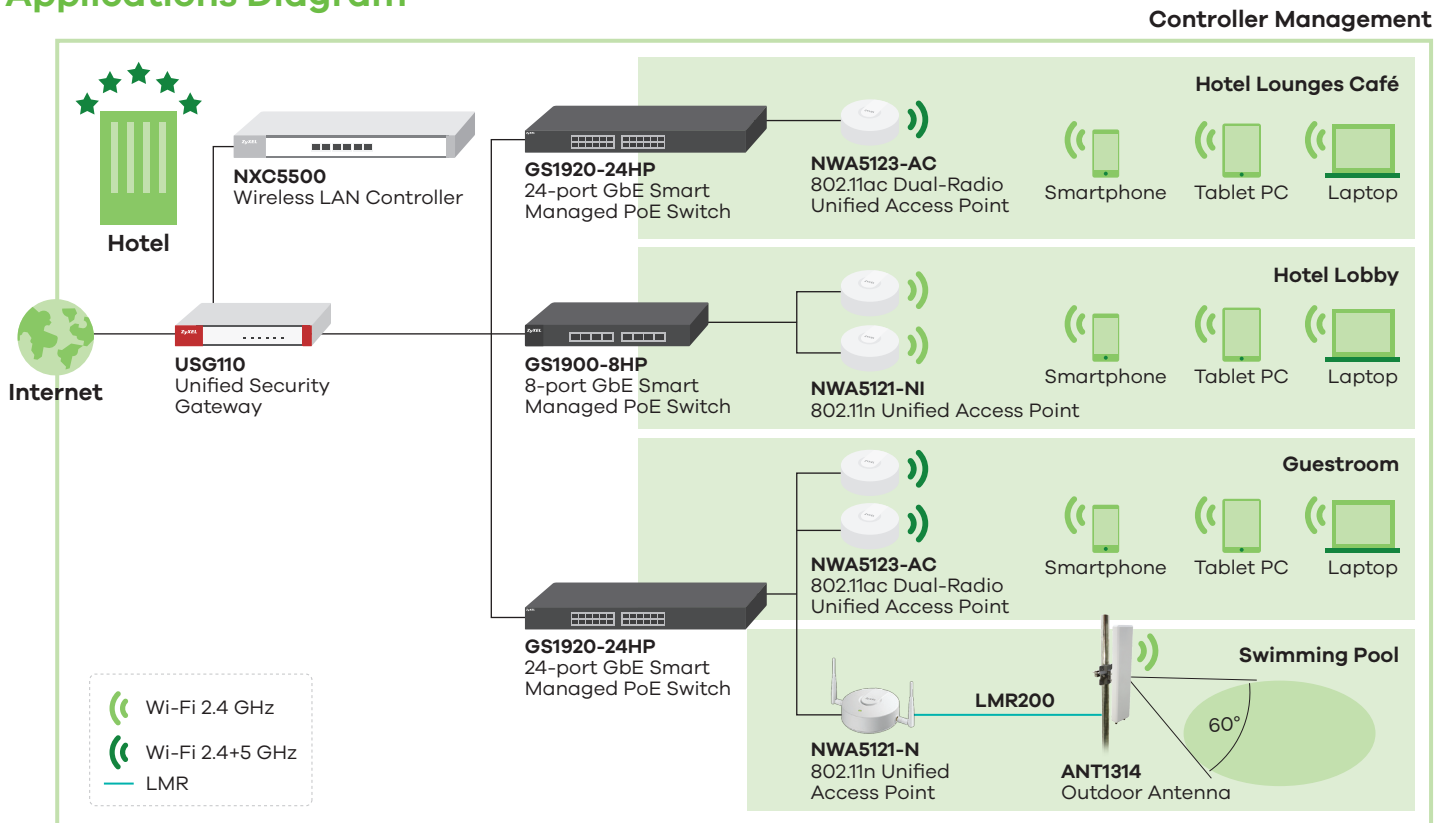 Applications Diagram
Controller Management
Hotel
ZyXEL
NXC5500
Wireless LAN Controller
Internet
ZyXEL
USG110
Unified Security
Gateway
GS1920-24HP
24-port GbE Smart
Managed PoE Switch
ZyXEL
GS1900-8HP
8-port GbE Smart
Managed PoE Switch
GS1920-24HP
24-port GbE Smart
Managed PoE Switch
Hotel Lounges Café
NWA5123-AC
802.11ac Dual-Radio
Unified Access Point
Smartphone
Tablet PC
Laptop
Hotel Lobby
NWA5121-NI
802.11n Unified Access Point
Smartphone
Tablet PC
Laptop
Guestroom
NWA5123-AC
802.11ac Dual-Radio
Unified Access Point
Smartphone
Tablet PC
Laptop
Swimming Pool
LMR200
60°
NWA5121-N
802.11n Unified
Access Point
ANT1314
Outdoor Antenna
Wi-Fi 2.4 GHz
Wi-Fi 2.4+5 GHz
LMR